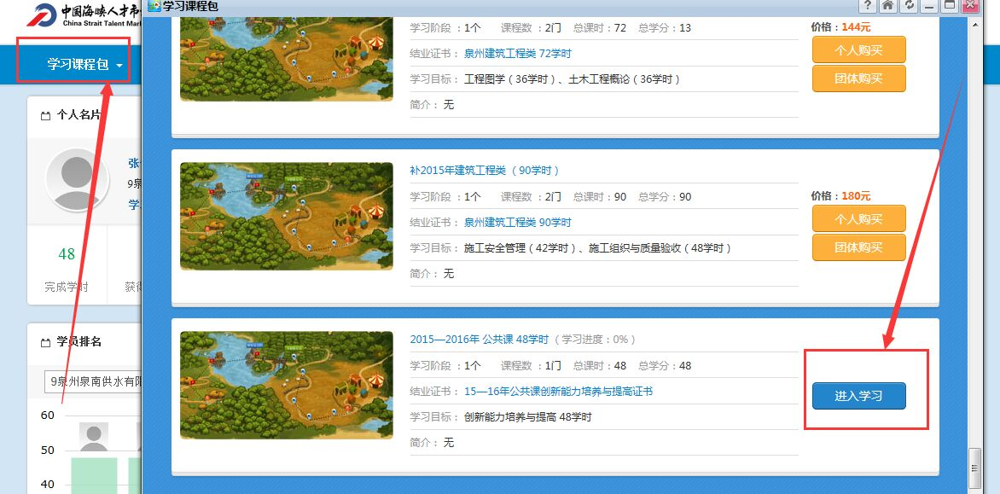 中国海峡人才市
China Strait Talent Mark
学习课程包
个人名片
张
9泉
学
48
完成学时
获得
学员排名
9泉州泉南供水有限
60
50
40
学习课程包
学习阶段 ：1个 课程数 ：2门 总课时：72 总学分：13
结业证书： 泉州建筑工程类 72学时
学习目标： 工程图学（36学时）、土木工程概论（36学时）
简介： 无
价格：144元
个人购买
团体购买
补2015年建筑工程类 （90学时）
学习阶段 ：1个 课程数 ：2门 总课时：90 总学分：90
结业证书： 泉州建筑工程类 90学时
学习目标： 施工安全管理（42学时）、施工组织与质量验收（48学时）
简介： 无
价格：180元
个人购买
团体购买
2015—2016年 公共课 48学时 （ 学习进度：0% ）
学习阶段 ：1个 课程数 ：1门 总课时：48 总学分：48
结业证书： 15—16年公共课创新能力培养与提高证书
学习目标： 创新能力培养与提高 48学时
简介： 无
进入学习